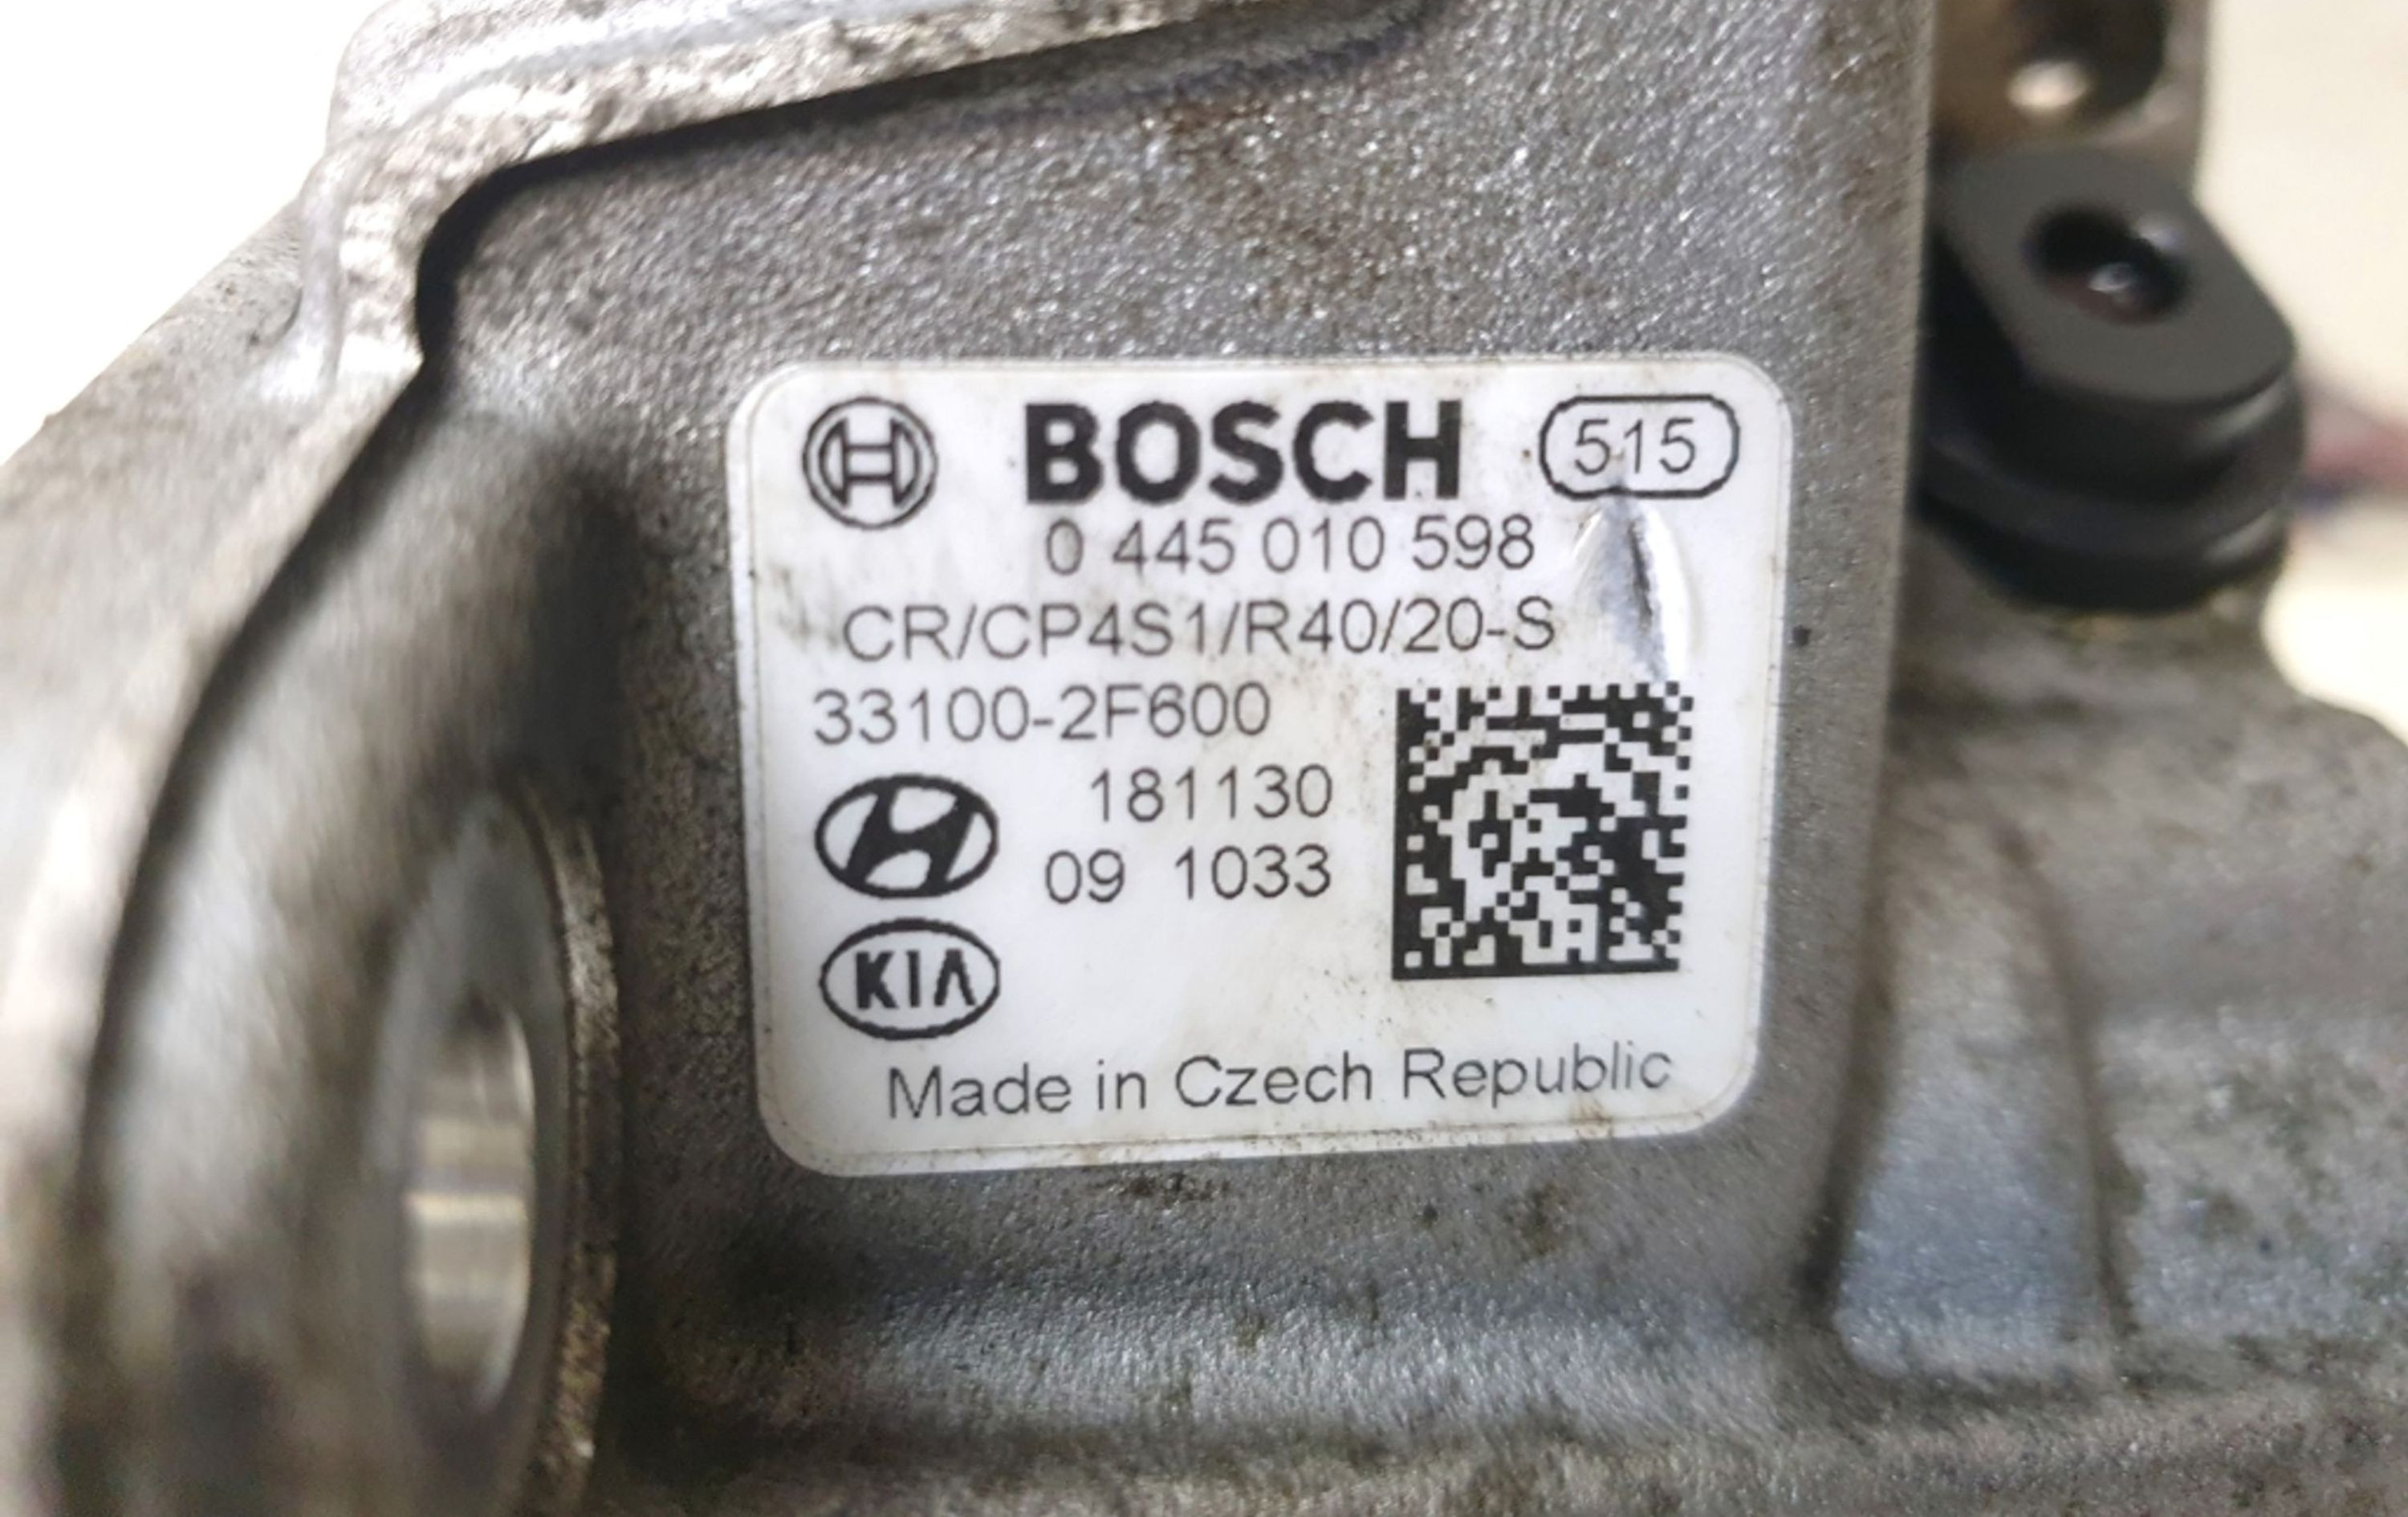 BOSCH 515
0 445 010 598
CR/CP4S1/R40/20-S
33100-2F600
181130
09 1033
KIA
Made in Czech Republic